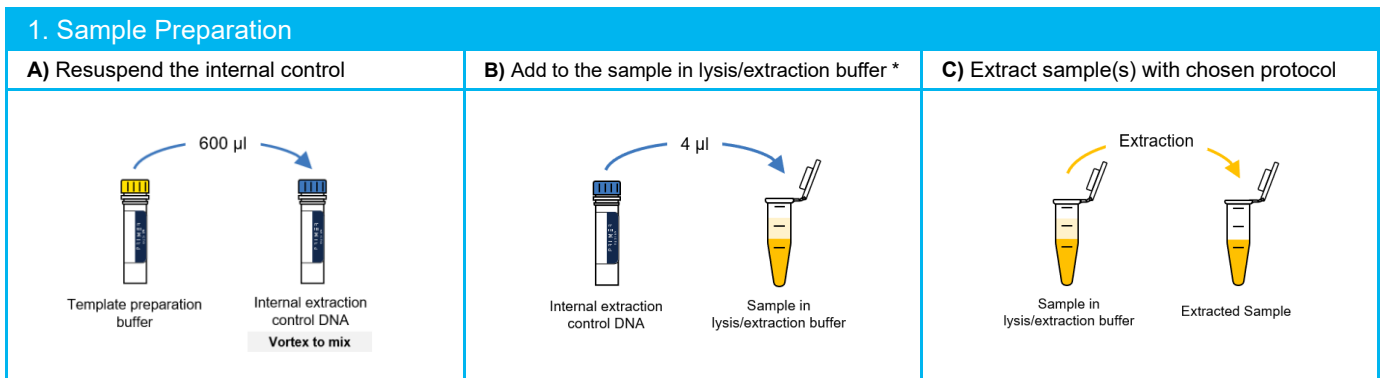 1. Sample Preparation
A) Resuspend the internal control
B) Add to the sample in lysis/extraction buffer *
C) Extract sample(s) with chosen protocol
600 µl
Template preparation
buffer
Internal extraction
control DNA
Vortex to mix
4 µl
Internal extraction
control DNA
Sample in
lysis/extraction buffer
Extraction
Sample in
lysis/extraction buffer
Extracted Sample